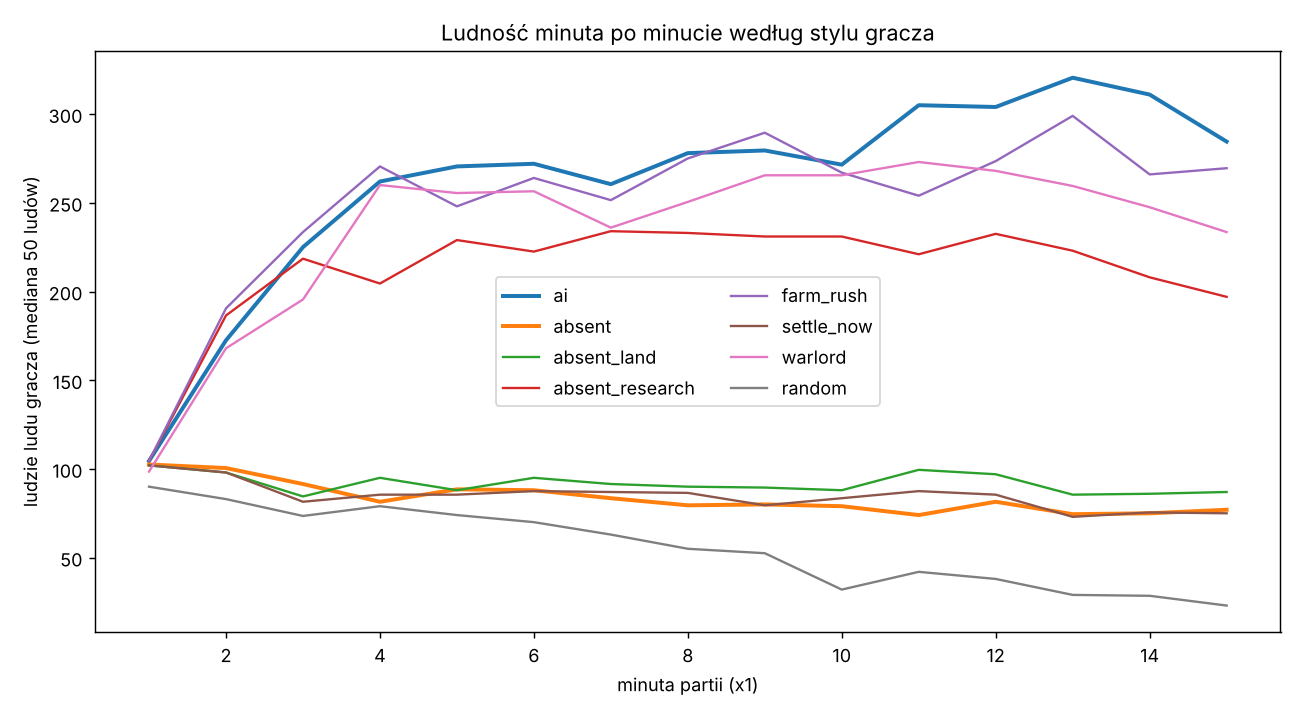 Ludność minuta po minucie według stylu gracza
ludzie ludu gracza (mediana 50 ludów)
300
250
200
150
100
50
ai
absent
absent_land
absent_research
farm_rush
settle_now
warlord
random
2 4 6 8 10 12 14
minuta partii (x1)